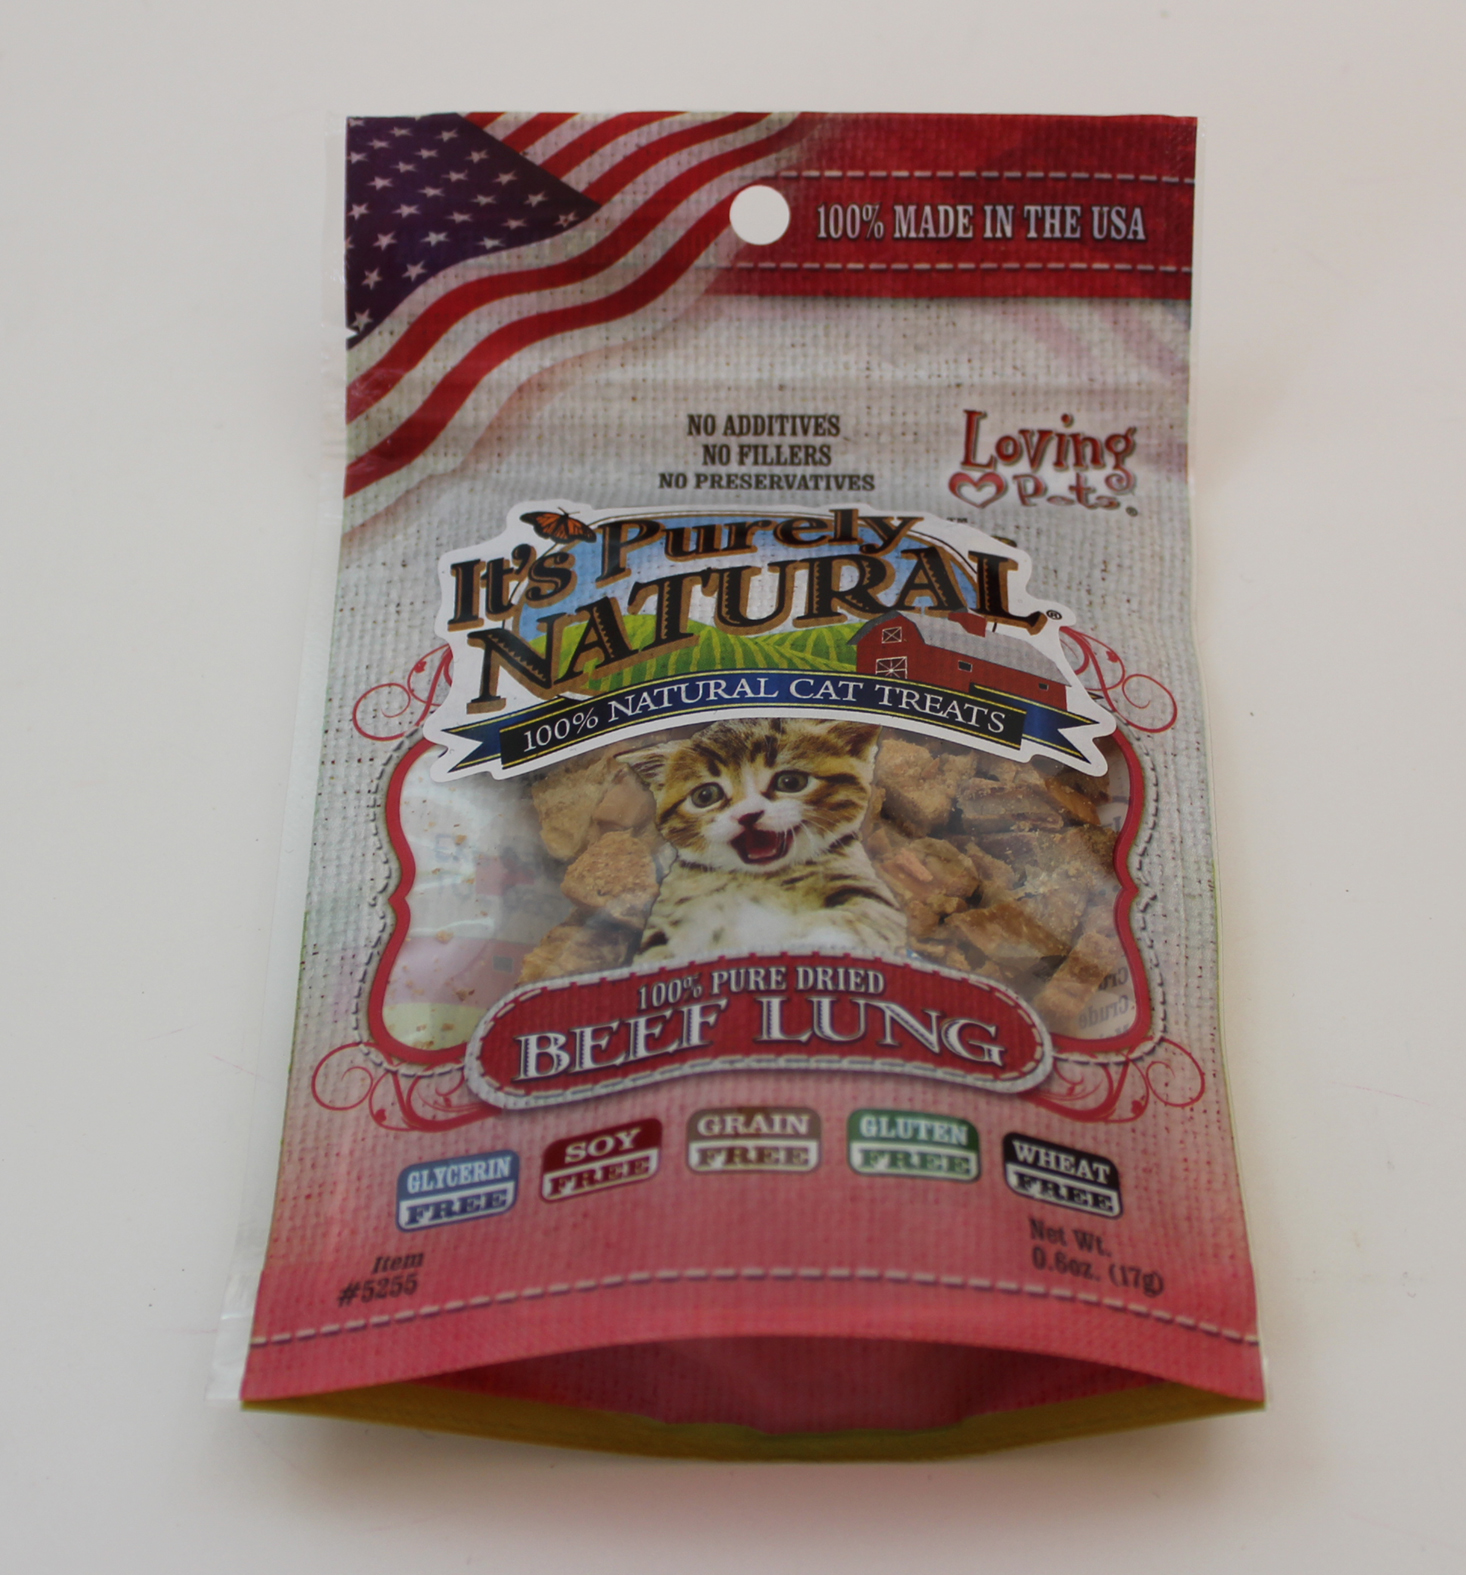 100% MADE IN THE USA
NO ADDITIVES
NO FILLERS
NO PRESERVATIVES
Loving
Pets
It's Purely
NATURAL
100% NATURAL CAT TREATS
100% PURE DRIED
BEEF LUNG
GLYCERIN
FREE
SOY
FREE
GRAIN
FREE
GLUTEN
FREE
WHEAT
FREE
Item
#5255
Net Wt.
0.6oz. (17g)